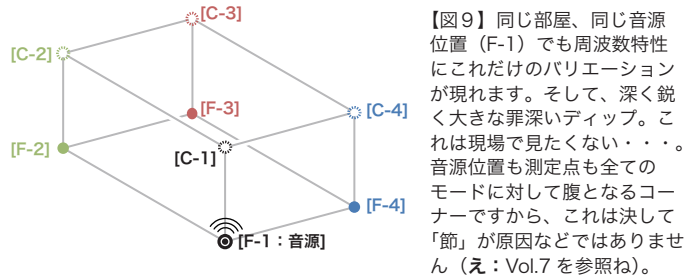 [C-3]
[C-2]
[F-3]
[C-4]
[F-2]
[C-1]
[F-4]
[F-1：音源]
【図９】同じ部屋、同じ音源
位置（F-1）でも周波数特性
にこれだけのバリエーション
が現れます。そして、深く鋭
く大きな罪深いディップ。こ
れは現場で見たくない・・・。
音源位置も測定点も全ての
モードに対して腹となるコー
ナーですから、これは決して
「節」が原因などではありませ
ん（え：Vol.7 を参照ね）。